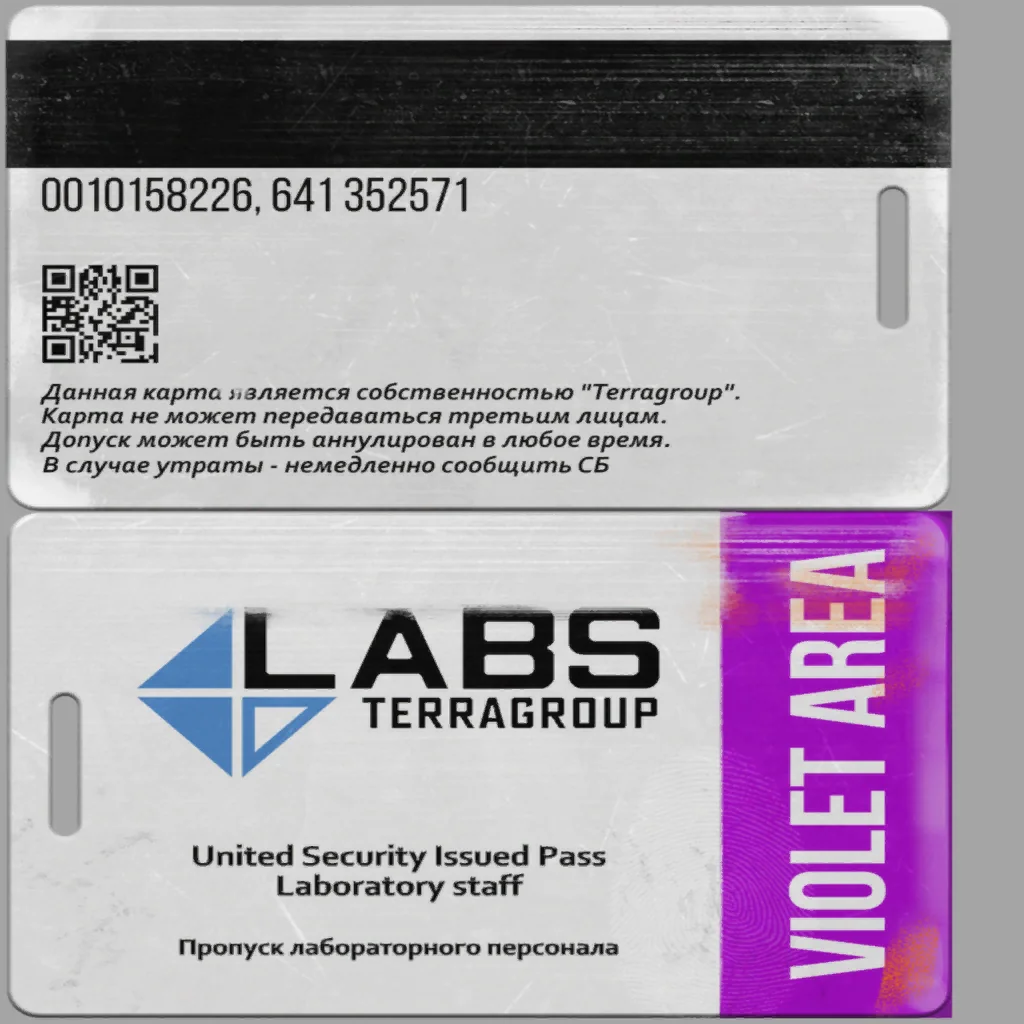 0010158226, 641 352571
Данная карта является собственностью "Terragroup".
Карта не может передаваться третьим лицам.
Допуск может быть аннулирован в любое время.
В случае утраты - немедленно сообщить СБ
LABS
TERRAGROUP
United Security Issued Pass
Laboratory staff
Пропуск лабораторного персонала
VIOLET AREA